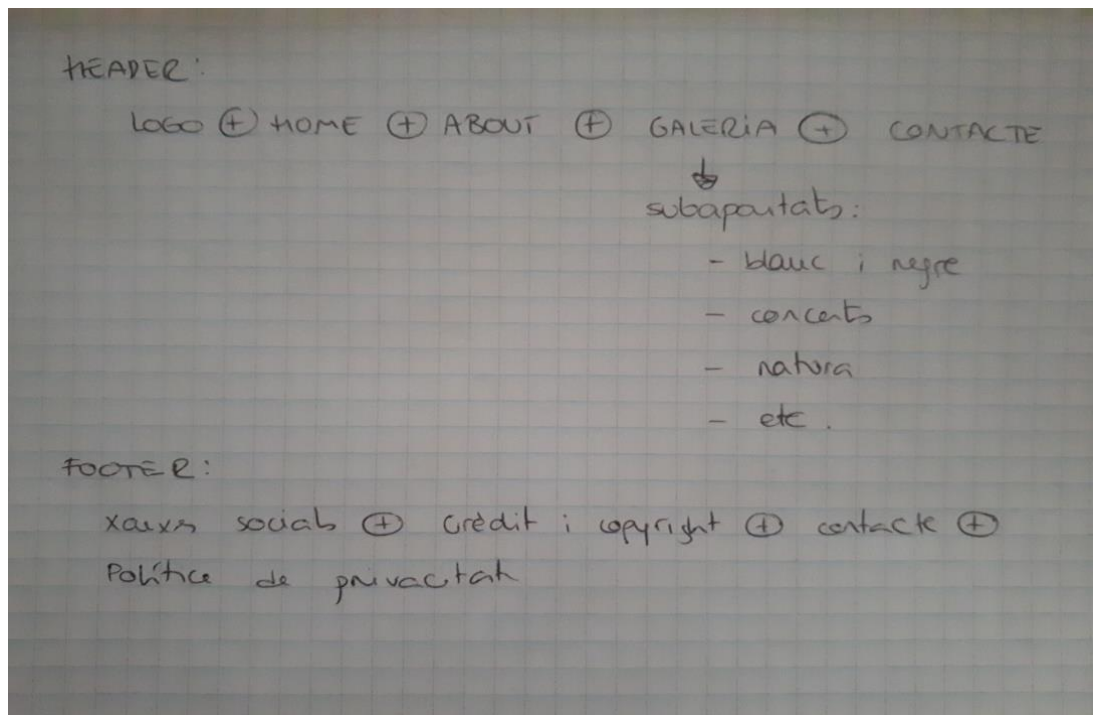 HEADER:
LOGO ⊕ HOME ⊕ ABOUT ⊕ GALERIA ⊕ CONTACTE
subapartats:
- blanc i negre
- concerts
- natura
- etc.
FOOTER:
xarxes socials ⊕ crèdit i copyright ⊕ contacte ⊕
Política de privacitat